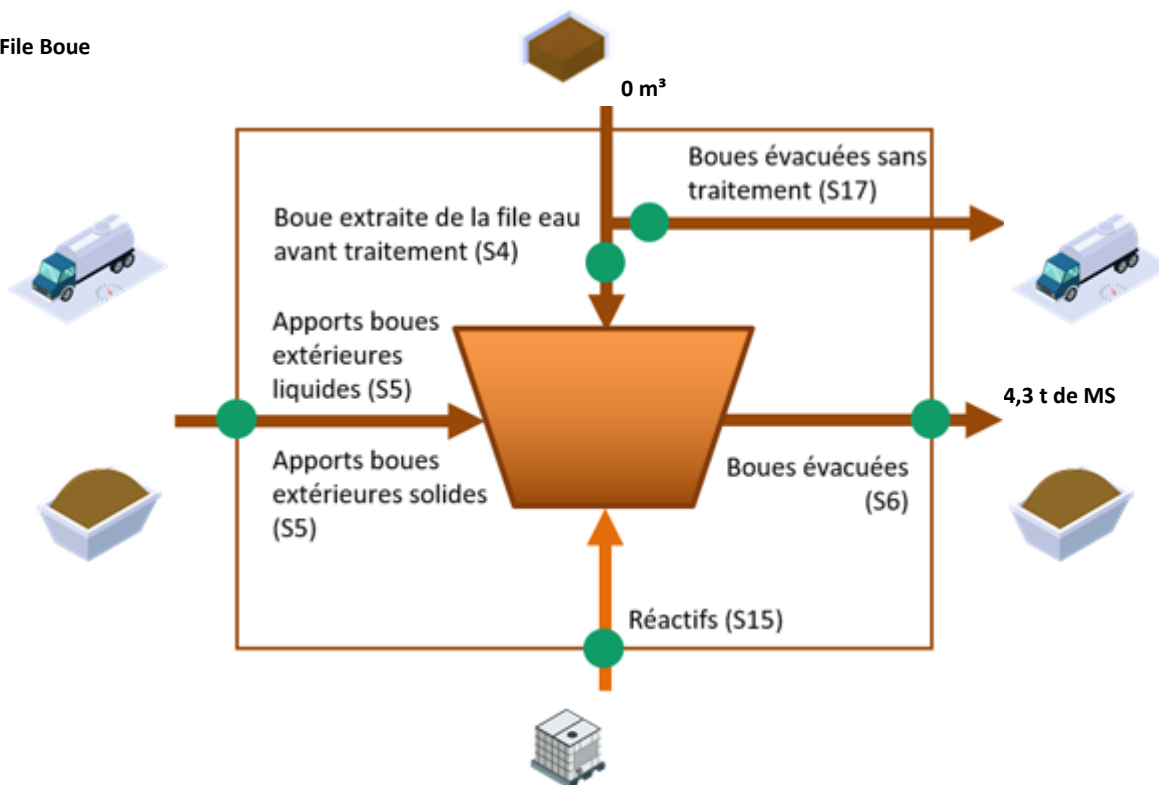 File Boue
0 m³
Boues évacuées sans
traitement (S17)
Boue extraite de la file eau
avant traitement (S4)
Apports boues
extérieures
liquides (S5)
4,3 t de MS
Apports boues
extérieures solides
(S5)
Boues évacuées
(S6)
Réactifs (S15)